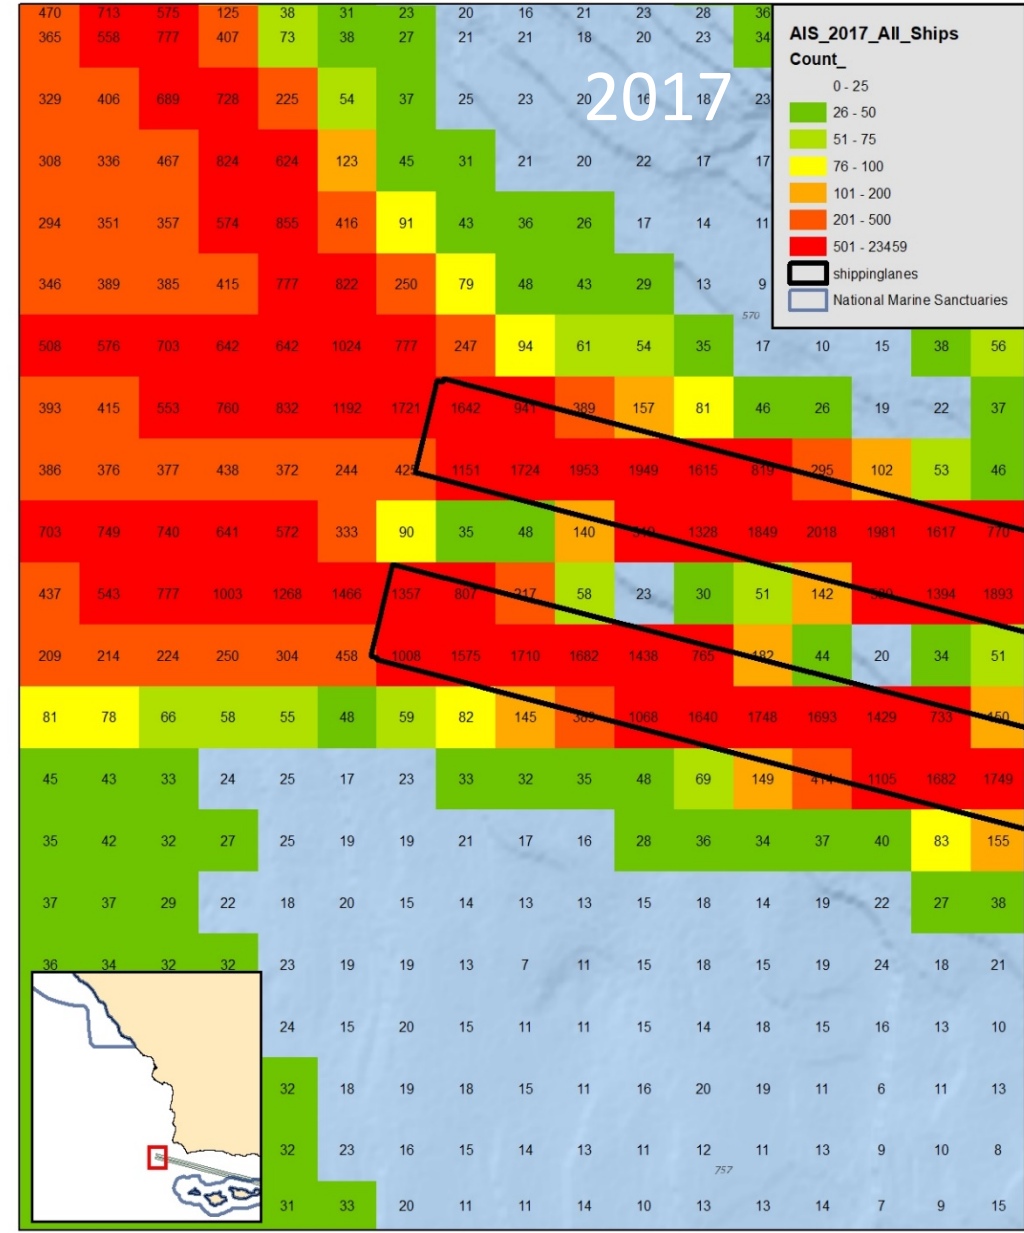 470 713 575 125 38 31 23 20 16 21 23 28 36
365 558 777 407 73 38 27 21 21 18 20 23 34
329 406 689 728 225 54 37 25 23 20 16 18 23
2017
308 336 467 824 624 123 45 31 21 20 22 17 17
294 351 357 574 855 416 91 43 36 26 17 14 11
346 389 385 415 777 822 250 79 48 43 29 13 9
AIS_2017_All_Ships
Count_
0 - 25
26 - 50
51 - 75
76 - 100
101 - 200
201 - 500
501 - 23459
shippinglanes
National Marine Sanctuaries
570
508 576 703 642 642 1024 777 247 94 61 54 35 17 10 15 38 56
393 415 553 760 832 1192 1721 1642 941 389 157 81 46 26 19 22 37
386 376 377 438 372 244 425 1151 1724 1953 1949 1615 819 295 102 53 46
703 749 740 641 572 333 90 35 48 140 1328 1849 2018 1981 1617 770
437 543 777 1003 1268 1466 1357 807 217 58 23 30 51 142 1394 1893
209 214 224 250 304 458 1008 1575 1710 1682 1438 765 182 44 20 34 51
81 78 66 58 55 48 59 82 145 1068 1640 1748 1693 1429 733 150
45 43 33 24 25 17 23 33 32 35 48 69 149 414 1105 1682 1749
35 42 32 27 25 19 19 21 17 16 28 36 34 37 40 83 155
37 37 29 22 18 20 15 14 13 13 15 18 14 19 22 27 38
36 34 32 32 23 19 19 13 7 11 15 18 15 19 24 18 21
24 15 20 15 11 11 15 14 18 15 16 13 10
32 18 19 18 15 11 16 20 19 11 6 11 13
32 23 16 15 14 13 11 12 11 13 9 10 8
757
31 33 20 11 11 14 10 13 13 14 7 9 15